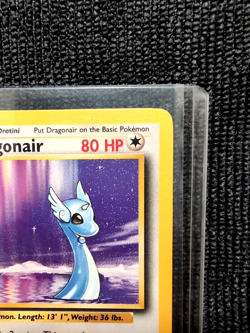 Dratini Put Dragonair on the Basic Pokémon
gonair 80 HP
mon. Length: 13' 1", Weight: 36 lbs.